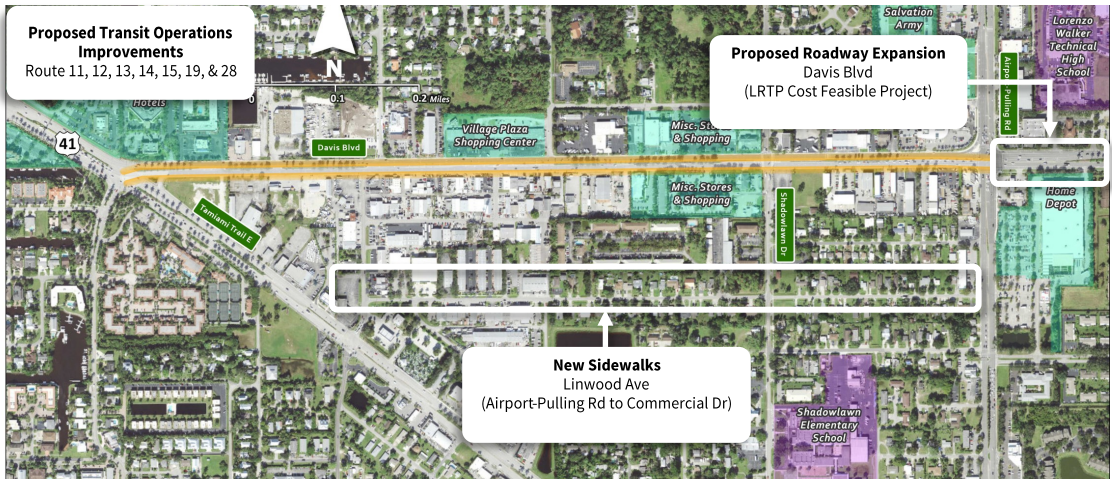 Proposed Transit Operations
Improvements
Route 11, 12, 13, 14, 15, 19, & 28
Hotels
N
0
0.1
0.2 Miles
Salvation
Army
Lorenzo
Walker
Technical
High
School
Proposed Roadway Expansion
Davis Blvd
(LRTP Cost Feasible Project)
Airport-Pulling Rd
41
Davis Blvd
Village Plaza
Shopping Center
Misc. Stores
& Shopping
Misc. Stores
& Shopping
Home
Depot
Tamiami Trail E
Shadowlawn Dr
New Sidewalks
Linwood Ave
(Airport-Pulling Rd to Commercial Dr)
Shadowlawn
Elementary
School